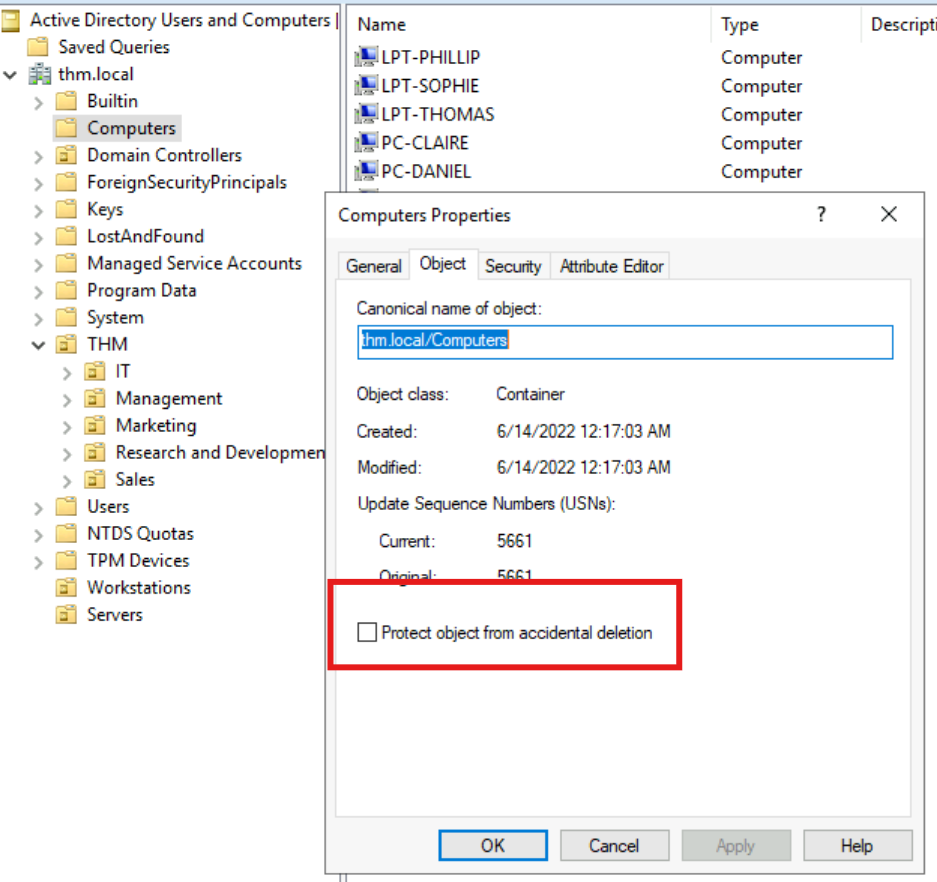 Active Directory Users and Computers
Saved Queries
thm.local
Builtin
Computers
Domain Controllers
ForeignSecurityPrincipals
Keys
LostAndFound
Managed Service Accounts
Program Data
System
THM
IT
Management
Marketing
Research and Developmen
Sales
Users
NTDS Quotas
TPM Devices
Workstations
Servers
Name Type Descripti
LPT-PHILLIP Computer
LPT-SOPHIE Computer
LPT-THOMAS Computer
PC-CLAIRE Computer
PC-DANIEL Computer
Computers Properties ?
General Object Security Attribute Editor
Canonical name of object:
thm.local/Computers
Object class: Container
Created: 6/14/2022 12:17:03 AM
Modified: 6/14/2022 12:17:03 AM
Update Sequence Numbers (USNs):
Current: 5661
Original: 5661
Protect object from accidental deletion
OK Cancel Apply Help